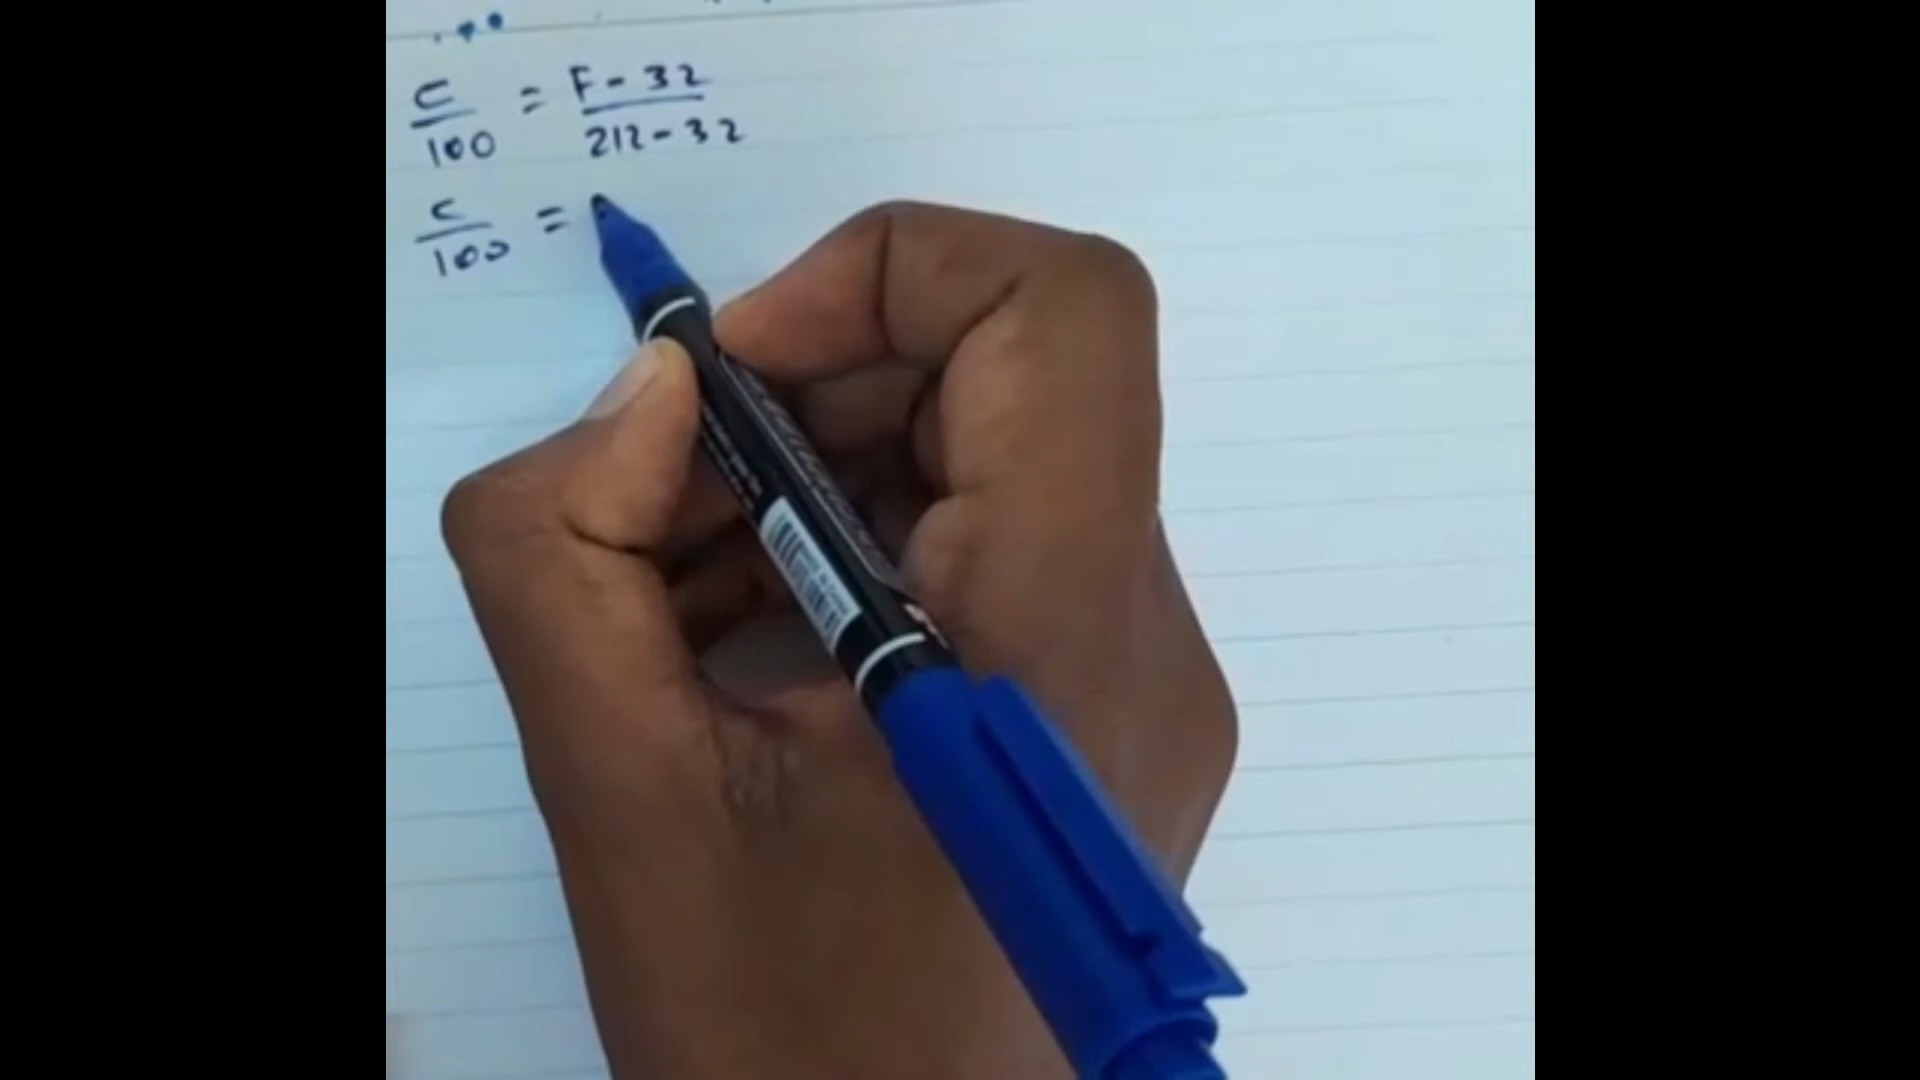 C/100 = F - 32/212 - 32
C/100 =